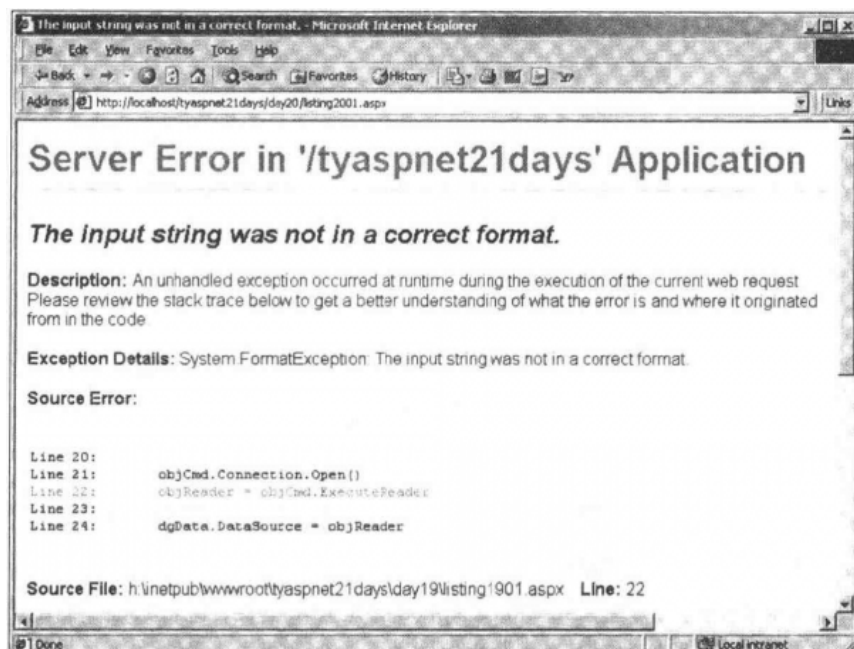 The input string was not in a correct format. - Microsoft Internet Explorer
File Edit View Favorites Tools Help
Back Search Favorites History
Address http://localhost/tyaspnet21days/day20/listing2001.aspx Links
Server Error in '/tyaspnet21days' Application
The input string was not in a correct format.
Description: An unhandled exception occurred at runtime during the execution of the current web request
Please review the stack trace below to get a better understanding of what the error is and where it originated
from in the code
Exception Details: System.FormatException: The input string was not in a correct format.
Source Error:
Line 20:
Line 21: objCmd.Connection.Open()
Line 22: objReader = objCmd.ExecuteReader
Line 23:
Line 24: dgData.DataSource = objReader
Source File: h:\inetpub\wwwroot\tyaspnet21days\day19\listing1901.aspx Line: 22
Done Local intranet